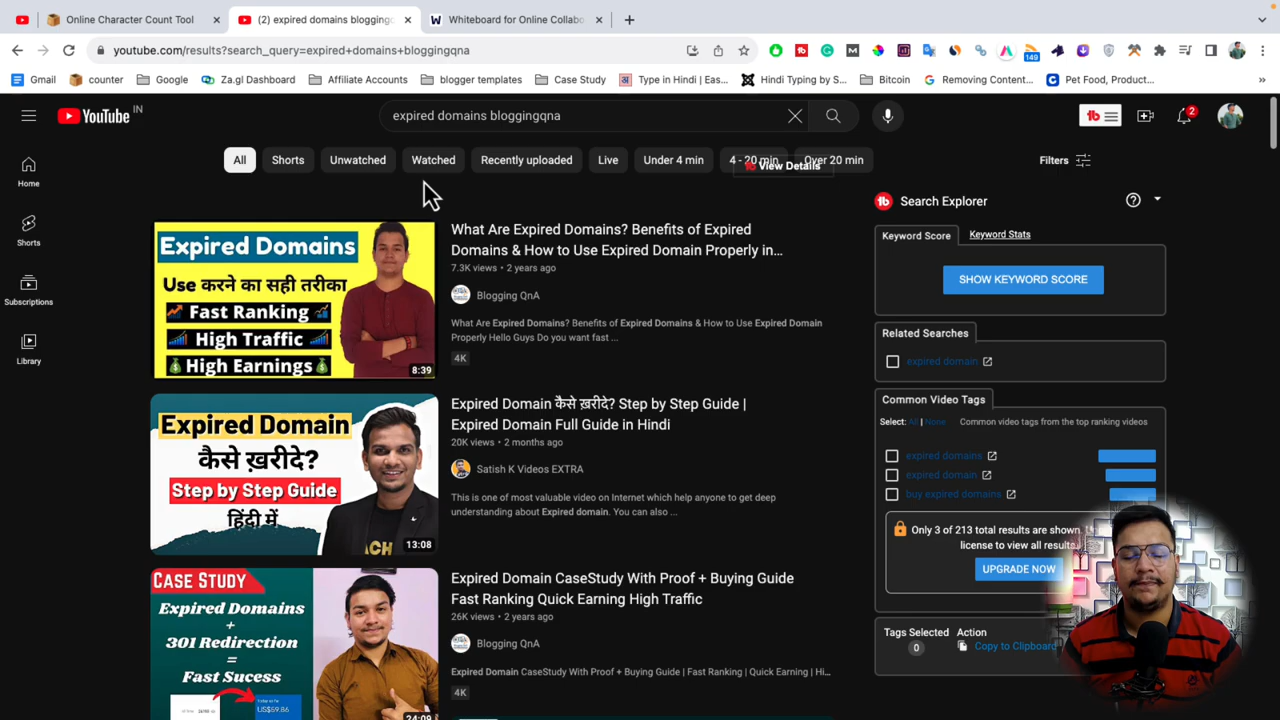 Online Character Count Tool
(2) expired domains bloggingq
Whiteboard for Online Collabo
youtube.com/results?search_query=expired+domains+bloggingqna
149
Gmail
counter
Google
Za.gl Dashboard
Affiliate Accounts
blogger templates
Case Study
Type in Hindi | Eas...
Hindi Typing by S...
Bitcoin
Removing Content...
Pet Food, Product...
YouTube IN
expired domains bloggingqna
2
All
Shorts
Unwatched
Watched
Recently uploaded
Live
Under 4 min
4 - 20 min
Over 20 min
View Details
Filters
Home
Shorts
Subscriptions
Library
Expired Domains
Use करने का सही तरीका
Fast Ranking
High Traffic
High Earnings
8:39
What Are Expired Domains? Benefits of Expired
Domains & How to Use Expired Domain Properly in...
7.3K views • 2 years ago
Blogging QnA
What Are Expired Domains? Benefits of Expired Domains & How to Use Expired Domain
Properly Hello Guys Do you want fast ...
4K
Expired Domain
कैसे ख़रीदे?
Step by Step Guide
हिंदी में
13:08
Expired Domain कैसे ख़रीदे? Step by Step Guide |
Expired Domain Full Guide in Hindi
20K views • 2 months ago
Satish K Videos EXTRA
This is one of most valuable video on Internet which help anyone to get deep
understanding about Expired domain. You can also ...
CASE STUDY
Expired Domains
+
301 Redirection
=
Fast Sucess
US$59.86
24:09
Expired Domain CaseStudy With Proof + Buying Guide
Fast Ranking Quick Earning High Traffic
26K views • 2 years ago
Blogging QnA
Expired Domain CaseStudy With Proof + Buying Guide | Fast Ranking | Quick Earning | Hi...
4K
Search Explorer
Keyword Score
Keyword Stats
SHOW KEYWORD SCORE
Related Searches
expired domain
Common Video Tags
Select: All | None
Common video tags from the top ranking videos
expired domains
expired domain
buy expired domains
Only 3 of 213 total results are shown.
license to view all results.
UPGRADE NOW
Tags Selected
0
Action
Copy to Clipboard